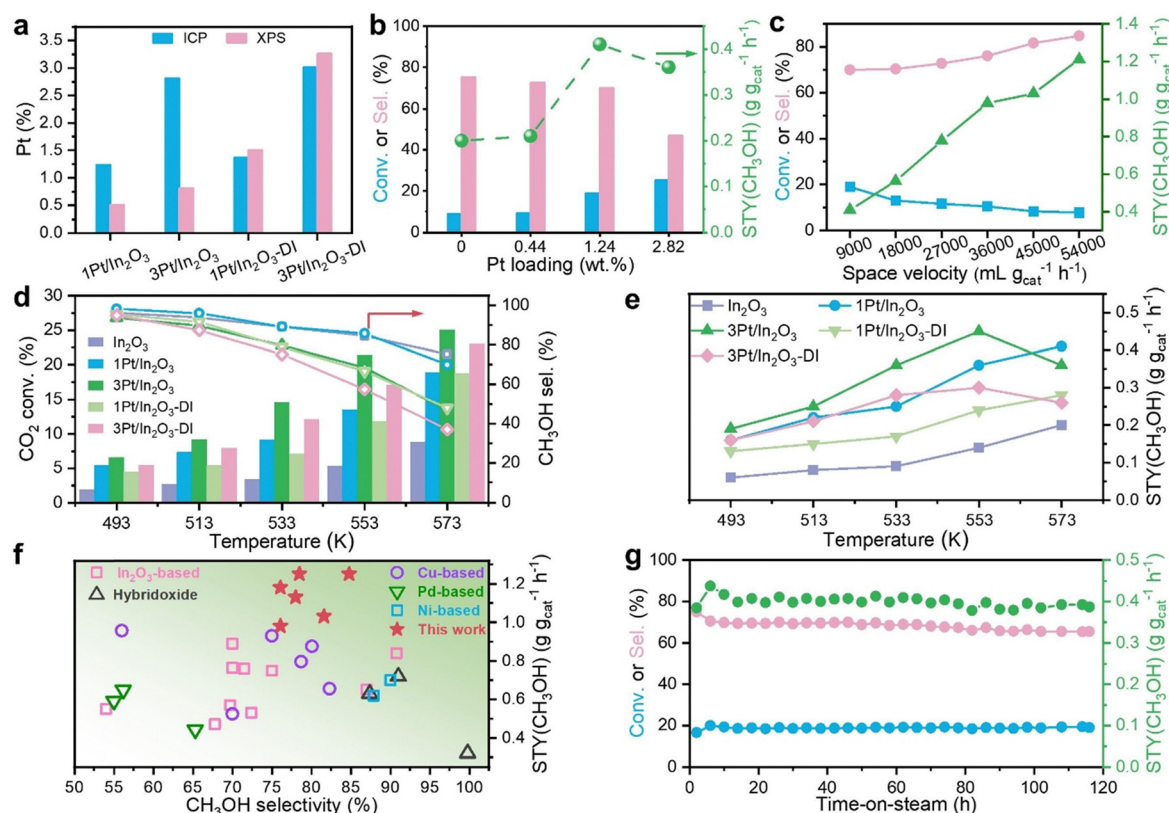 a
ICP XPS
3.5
3.0
2.5
2.0
1.5
1.0
0.5
0.0
Pt (%)
1Pt/In₂O₃ 3Pt/In₂O₃ 1Pt/In₂O₃-DI 3Pt/In₂O₃-DI
b
100
80
60
40
20
0
Conv. or Sel. (%)
0 0.44 1.24 2.82
Pt loading (wt.%)
0.4
0.3
0.2
0.1
0.0
STY(CH₃OH) (g gcat⁻¹ h⁻¹)
c
80
60
40
20
0
Conv. or Sel. (%)
9000 18000 27000 36000 45000 54000
Space velocity (mL gcat⁻¹ h⁻¹)
1.4
1.2
1.0
0.8
0.6
0.4
STY(CH₃OH) (g gcat⁻¹ h⁻¹)
d
30
25
20
15
10
5
0
CO₂ conv. (%)
In₂O₃
1Pt/In₂O₃
3Pt/In₂O₃
1Pt/In₂O₃-DI
3Pt/In₂O₃-DI
493 513 533 553 573
Temperature (K)
100
80
60
40
20
0
CH₃OH sel. (%)
e
In₂O₃ 1Pt/In₂O₃
3Pt/In₂O₃ 1Pt/In₂O₃-DI
3Pt/In₂O₃-DI
493 513 533 553 573
Temperature (K)
0.5
0.4
0.3
0.2
0.1
0.0
STY(CH₃OH) (g gcat⁻¹ h⁻¹)
f
In₂O₃-based Cu-based
Hybridoxide Pd-based
Ni-based
This work
50 55 60 65 70 75 80 85 90 95 100
CH₃OH selectivity (%)
1.2
1.0
0.8
0.6
0.4
STY(CH₃OH) (g gcat⁻¹ h⁻¹)
g
100
80
60
40
20
0
Conv. or Sel. (%)
0 20 40 60 80 100 120
Time-on-steam (h)
0.5
0.4
0.3
0.2
0.1
0.0
STY(CH₃OH) (g gcat⁻¹ h⁻¹)